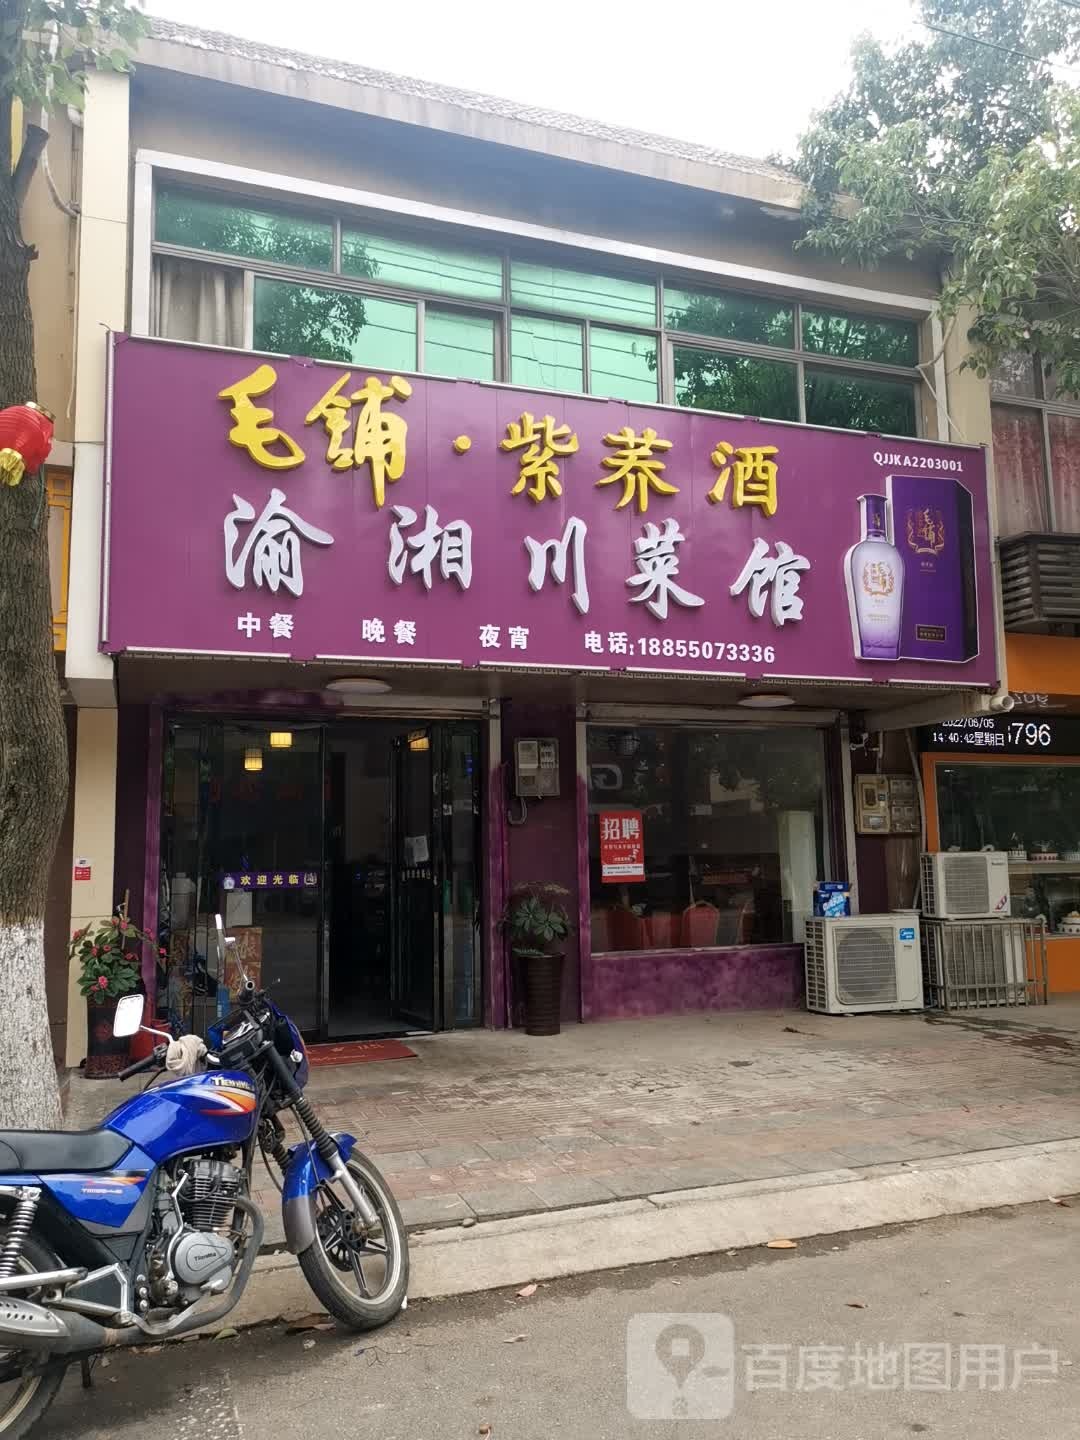 毛铺·紫荞酒
QJJKA2203001
渝湘川菜馆
中餐 晚餐 夜宵 电话:18855073336
2022/06/05
14:40:42星期日
796
招聘
欢迎光临
TIENMA
百度地图用户